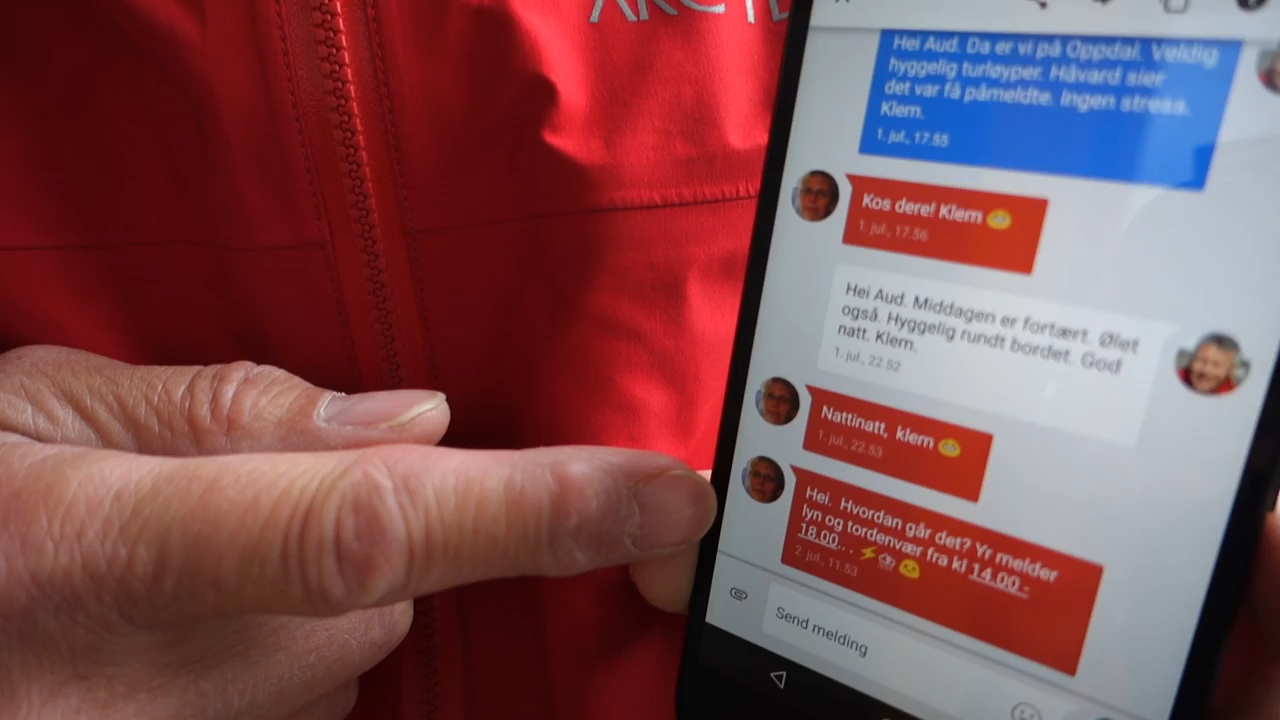 ARCTE
Hei Aud. Da er vi på Oppdal. Veldig
hyggelig turløyper. Håvard sier
det var få påmeldte. Ingen stress.
Klem.
1. jul., 17.55
Kos dere! Klem 😁
1. jul., 17.56
Hei Aud. Middagen er fortært. Ølet
også. Hyggelig rundt bordet. God
natt. Klem.
1. jul., 22.52
Nattinatt, klem 😁
1. jul., 22.53
Hei. Hvordan går det? Yr melder
lyn og tordenvær fra kl 14.00 -
18.00. . . ⚡⛈😕
2. jul., 11.53
Send melding